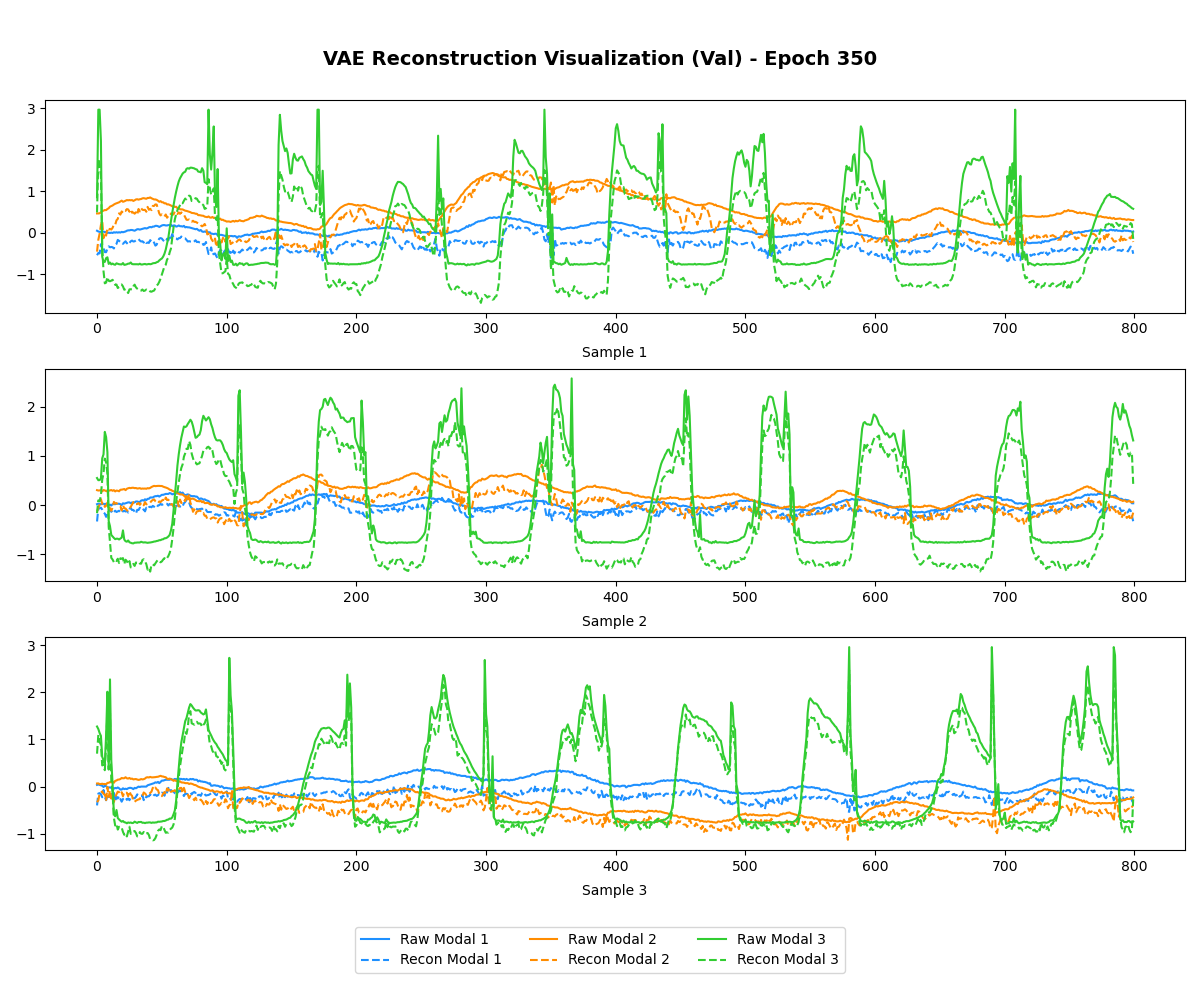 VAE Reconstruction Visualization (Val) - Epoch 350
3
2
1
0
−1
0 100 200 300 400 500 600 700 800
Sample 1
2
1
0
−1
0 100 200 300 400 500 600 700 800
Sample 2
3
2
1
0
−1
0 100 200 300 400 500 600 700 800
Sample 3
Raw Modal 1 Raw Modal 2 Raw Modal 3
Recon Modal 1 Recon Modal 2 Recon Modal 3